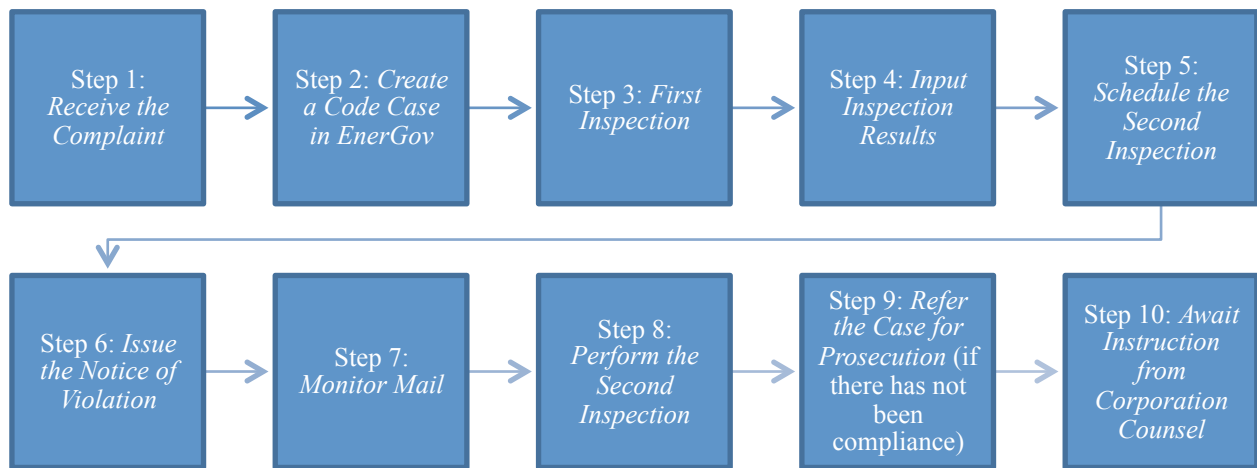 Step 1:
Receive the
Complaint
Step 2: Create
a Code Case
in EnerGov
Step 3: First
Inspection
Step 4: Input
Inspection
Results
Step 5:
Schedule the
Second
Inspection
Step 6: Issue
the Notice of
Violation
Step 7:
Monitor Mail
Step 8:
Perform the
Second
Inspection
Step 9: Refer
the Case for
Prosecution (if
there has not
been
compliance)
Step 10: Await
Instruction
from
Corporation
Counsel